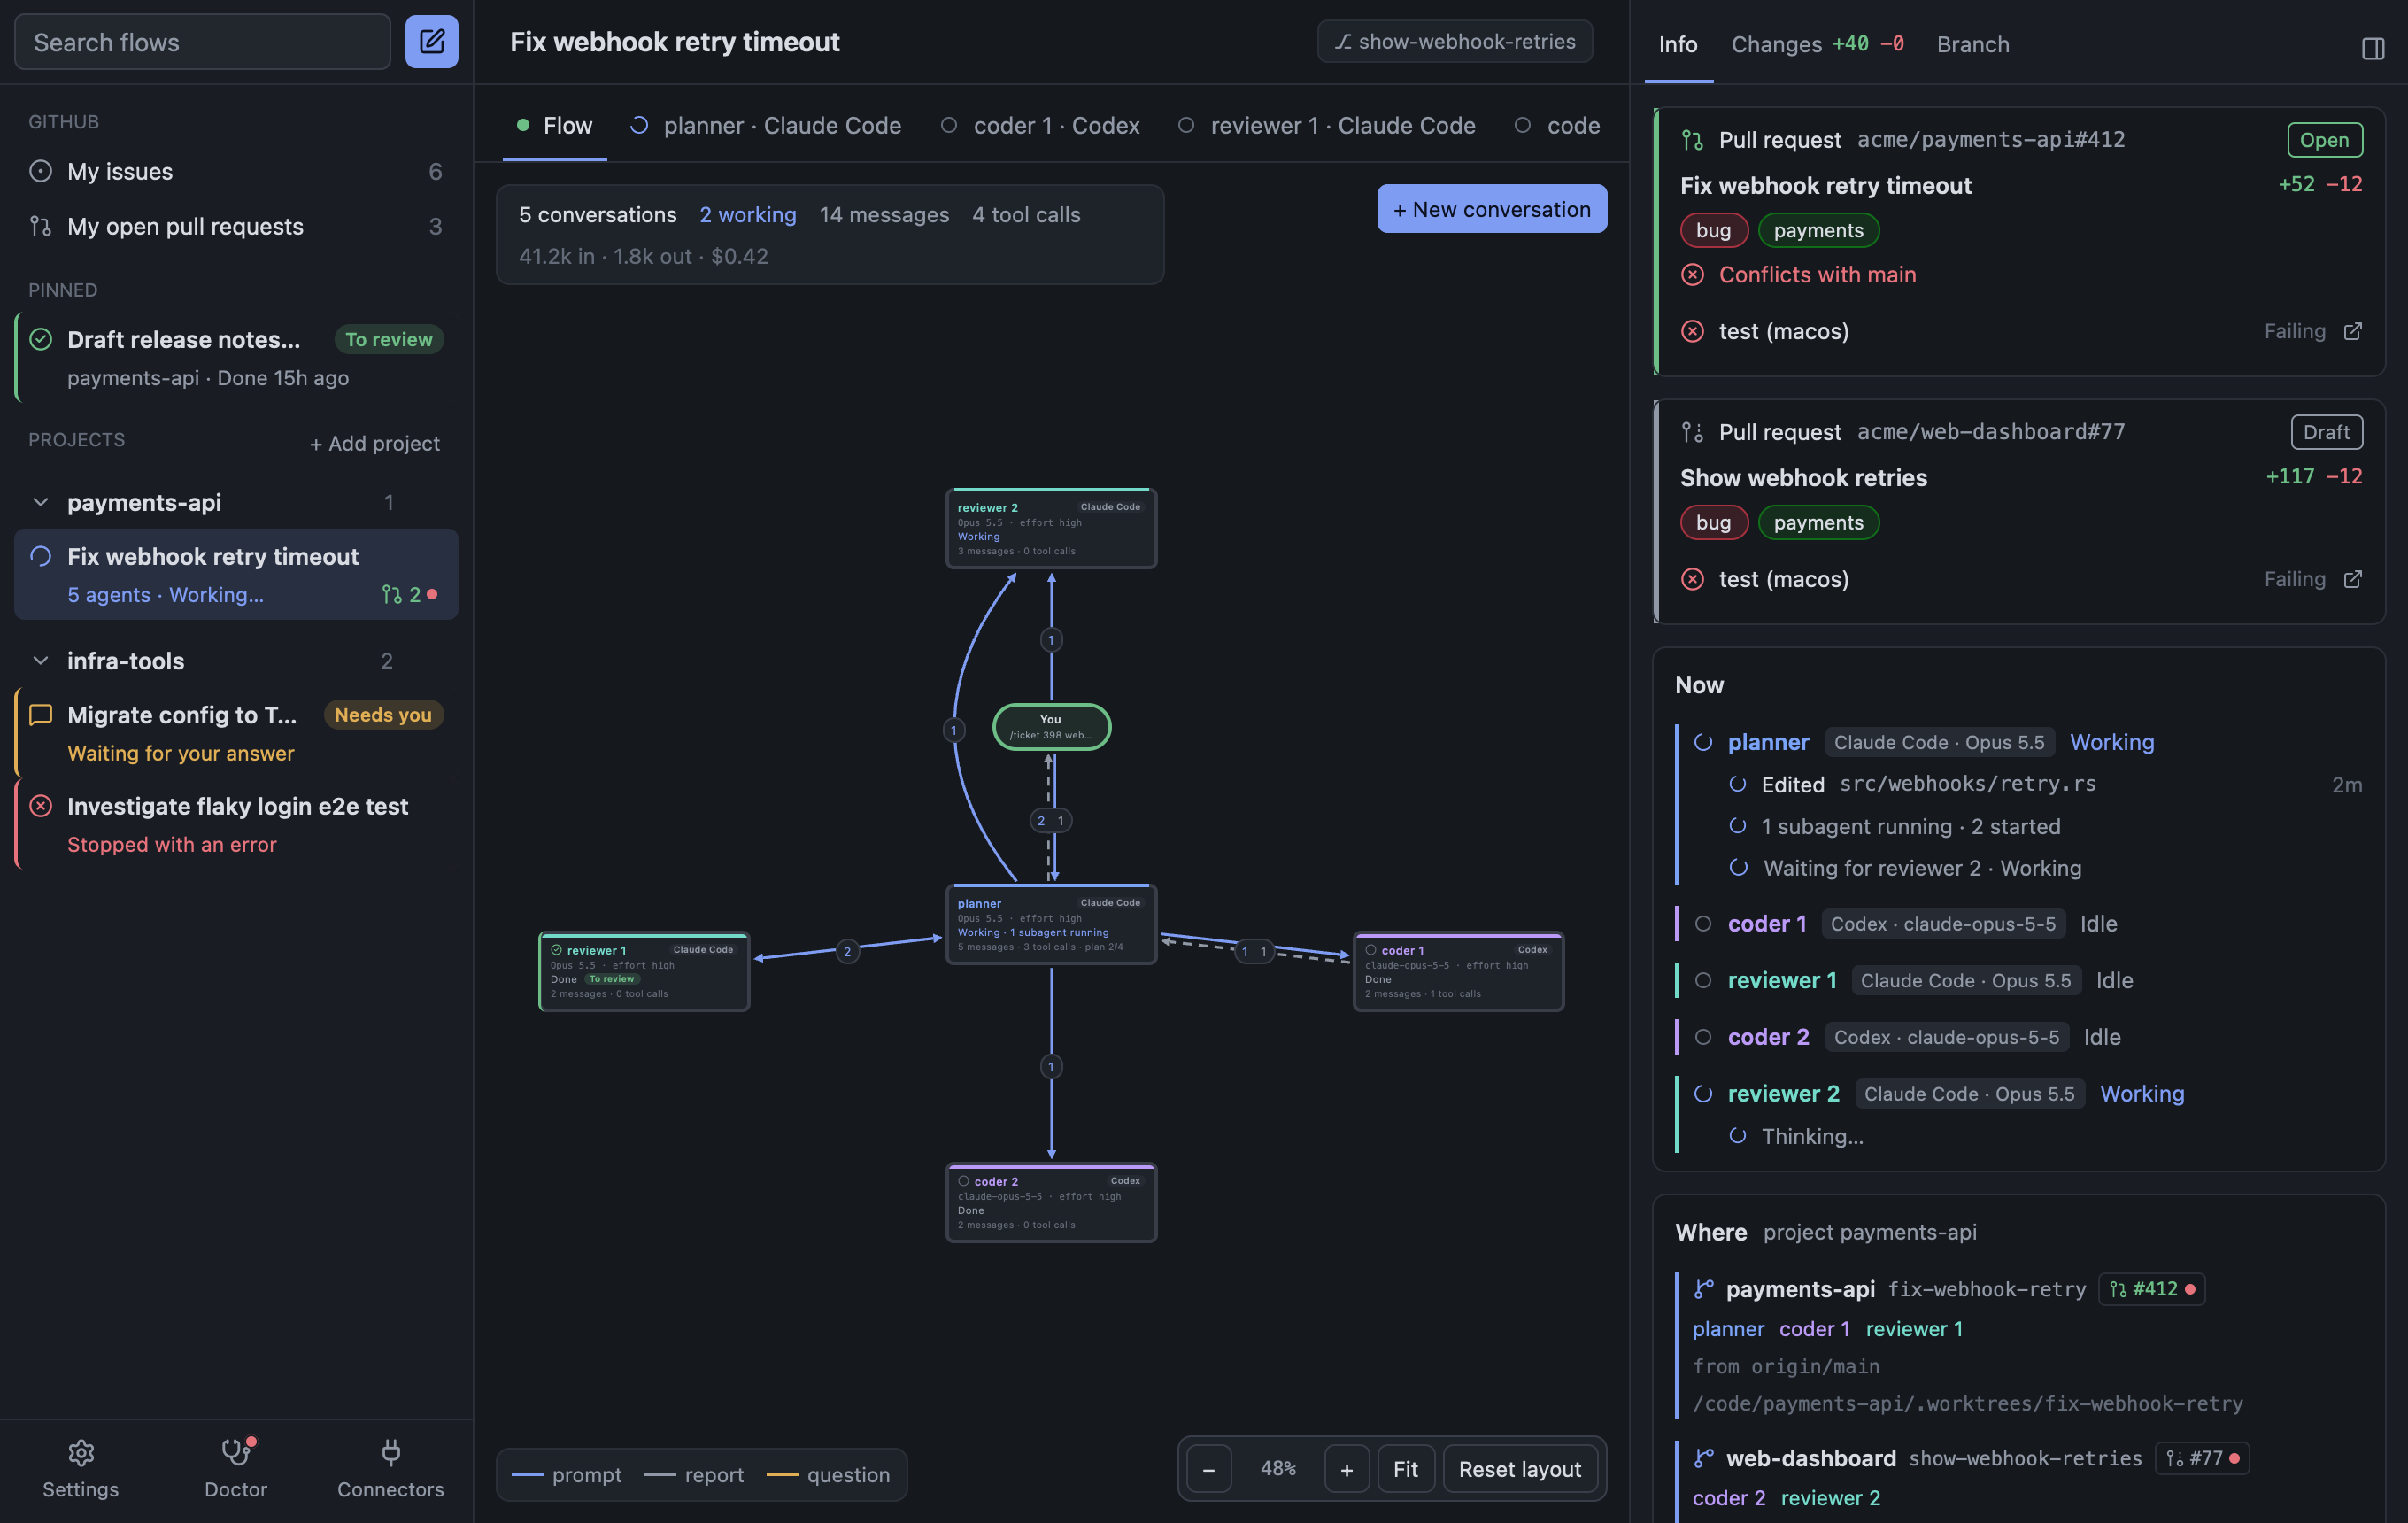 Search flows
GITHUB
My issues 6
My open pull requests 3
PINNED
Draft release notes... To review
payments-api · Done 15h ago
PROJECTS + Add project
payments-api 1
Fix webhook retry timeout
5 agents · Working... 2
infra-tools 2
Migrate config to T... Needs you
Waiting for your answer
Investigate flaky login e2e test
Stopped with an error
Settings Doctor Connectors
Fix webhook retry timeout show-webhook-retries
Flow planner · Claude Code coder 1 · Codex reviewer 1 · Claude Code code
5 conversations 2 working 14 messages 4 tool calls
41.2k in · 1.8k out · $0.42
+ New conversation
reviewer 2 Claude Code
Opus 5.5 · effort high
Working
3 messages · 0 tool calls
1
1
You
/ticket 398 web...
2 1
planner Claude Code
Opus 5.5 · effort high
Working · 1 subagent running
5 messages · 3 tool calls · plan 2/4
reviewer 1 Claude Code
Opus 5.5 · effort high
Done To review
2 messages · 0 tool calls
2
1 1
coder 1 Codex
claude-opus-5-5 · effort high
Done
2 messages · 1 tool calls
1
coder 2 Codex
claude-opus-5-5 · effort high
Done
2 messages · 0 tool calls
prompt report question
− 48% + Fit Reset layout
Info Changes +40 −0 Branch
Pull request acme/payments-api#412 Open
Fix webhook retry timeout +52 −12
bug payments
Conflicts with main
test (macos) Failing
Pull request acme/web-dashboard#77 Draft
Show webhook retries +117 −12
bug payments
test (macos) Failing
Now
planner Claude Code · Opus 5.5 Working
Edited src/webhooks/retry.rs 2m
1 subagent running · 2 started
Waiting for reviewer 2 · Working
coder 1 Codex · claude-opus-5-5 Idle
reviewer 1 Claude Code · Opus 5.5 Idle
coder 2 Codex · claude-opus-5-5 Idle
reviewer 2 Claude Code · Opus 5.5 Working
Thinking...
Where project payments-api
payments-api fix-webhook-retry #412
planner coder 1 reviewer 1
from origin/main
/code/payments-api/.worktrees/fix-webhook-retry
web-dashboard show-webhook-retries #77
coder 2 reviewer 2